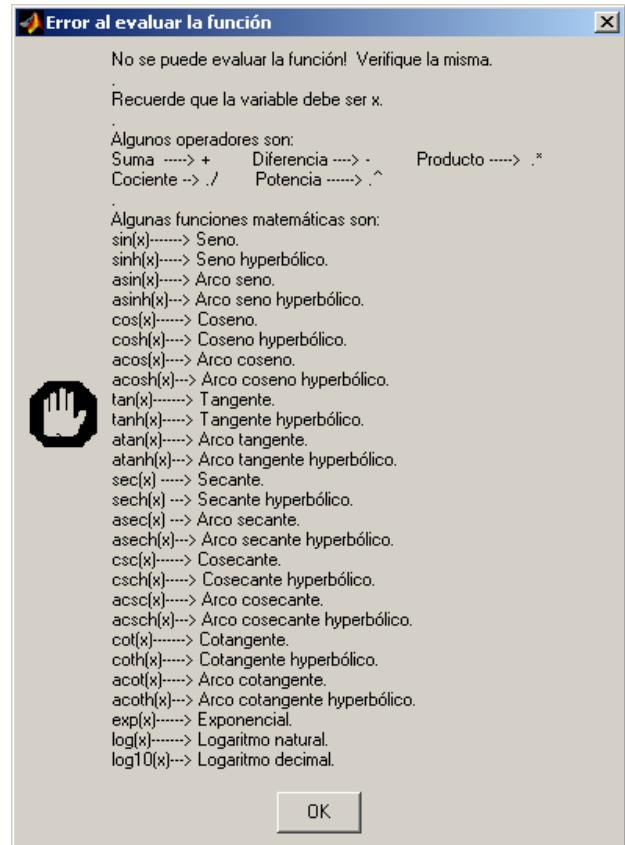 Error al evaluar la función
No se puede evaluar la función! Verifique la misma.
.
Recuerde que la variable debe ser x.
.
Algunos operadores son:
Suma -----> + Diferencia ----> - Producto -----> .*
Cociente --> ./ Potencia ------> .^
.
Algunas funciones matemáticas son:
sin(x)-------> Seno.
sinh(x)-----> Seno hyperbólico.
asin(x)-----> Arco seno.
asinh(x)---> Arco seno hyperbólico.
cos(x)------> Coseno.
cosh(x)----> Coseno hyperbólico.
acos(x)----> Arco coseno.
acosh(x)---> Arco coseno hyperbólico.
tan(x)-------> Tangente.
tanh(x)-----> Tangente hyperbólico.
atan(x)-----> Arco tangente.
atanh(x)---> Arco tangente hyperbólico.
sec(x) -----> Secante.
sech(x) ---> Secante hyperbólico.
asec(x) ---> Arco secante.
asech(x)---> Arco secante hyperbólico.
csc(x)------> Cosecante.
csch(x)-----> Cosecante hyperbólico.
acsc(x)----> Arco cosecante.
acsch(x)---> Arco cosecante hyperbólico.
cot(x)-------> Cotangente.
coth(x)-----> Cotangente hyperbólico.
acot(x)-----> Arco cotangente.
acoth(x)---> Arco cotangente hyperbólico.
exp(x)------> Exponencial.
log(x)-------> Logaritmo natural.
log10(x)---> Logaritmo decimal.
OK